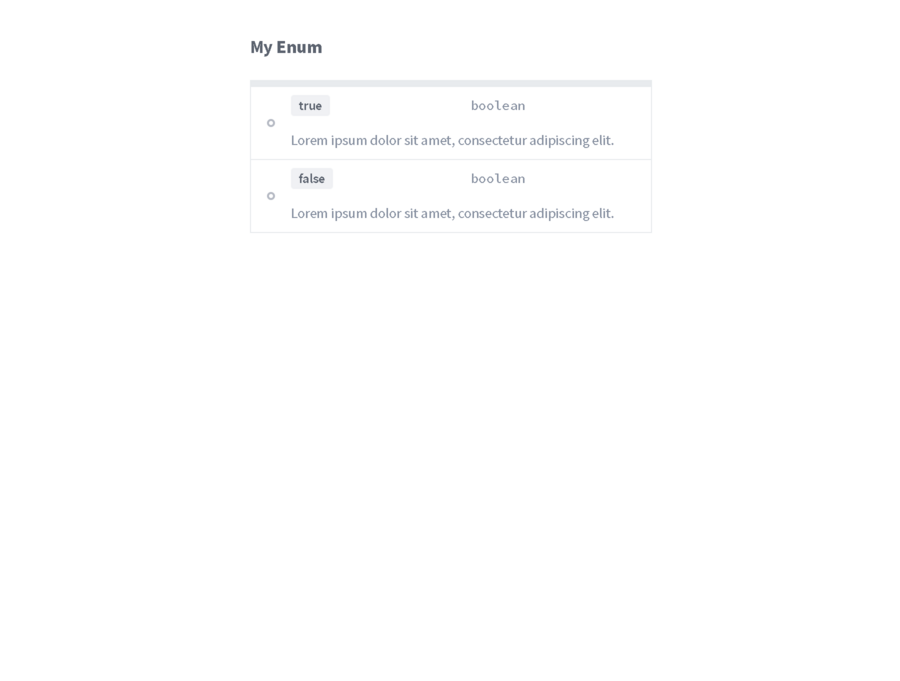 My Enum
true boolean
Lorem ipsum dolor sit amet, consectetur adipiscing elit.
false boolean
Lorem ipsum dolor sit amet, consectetur adipiscing elit.